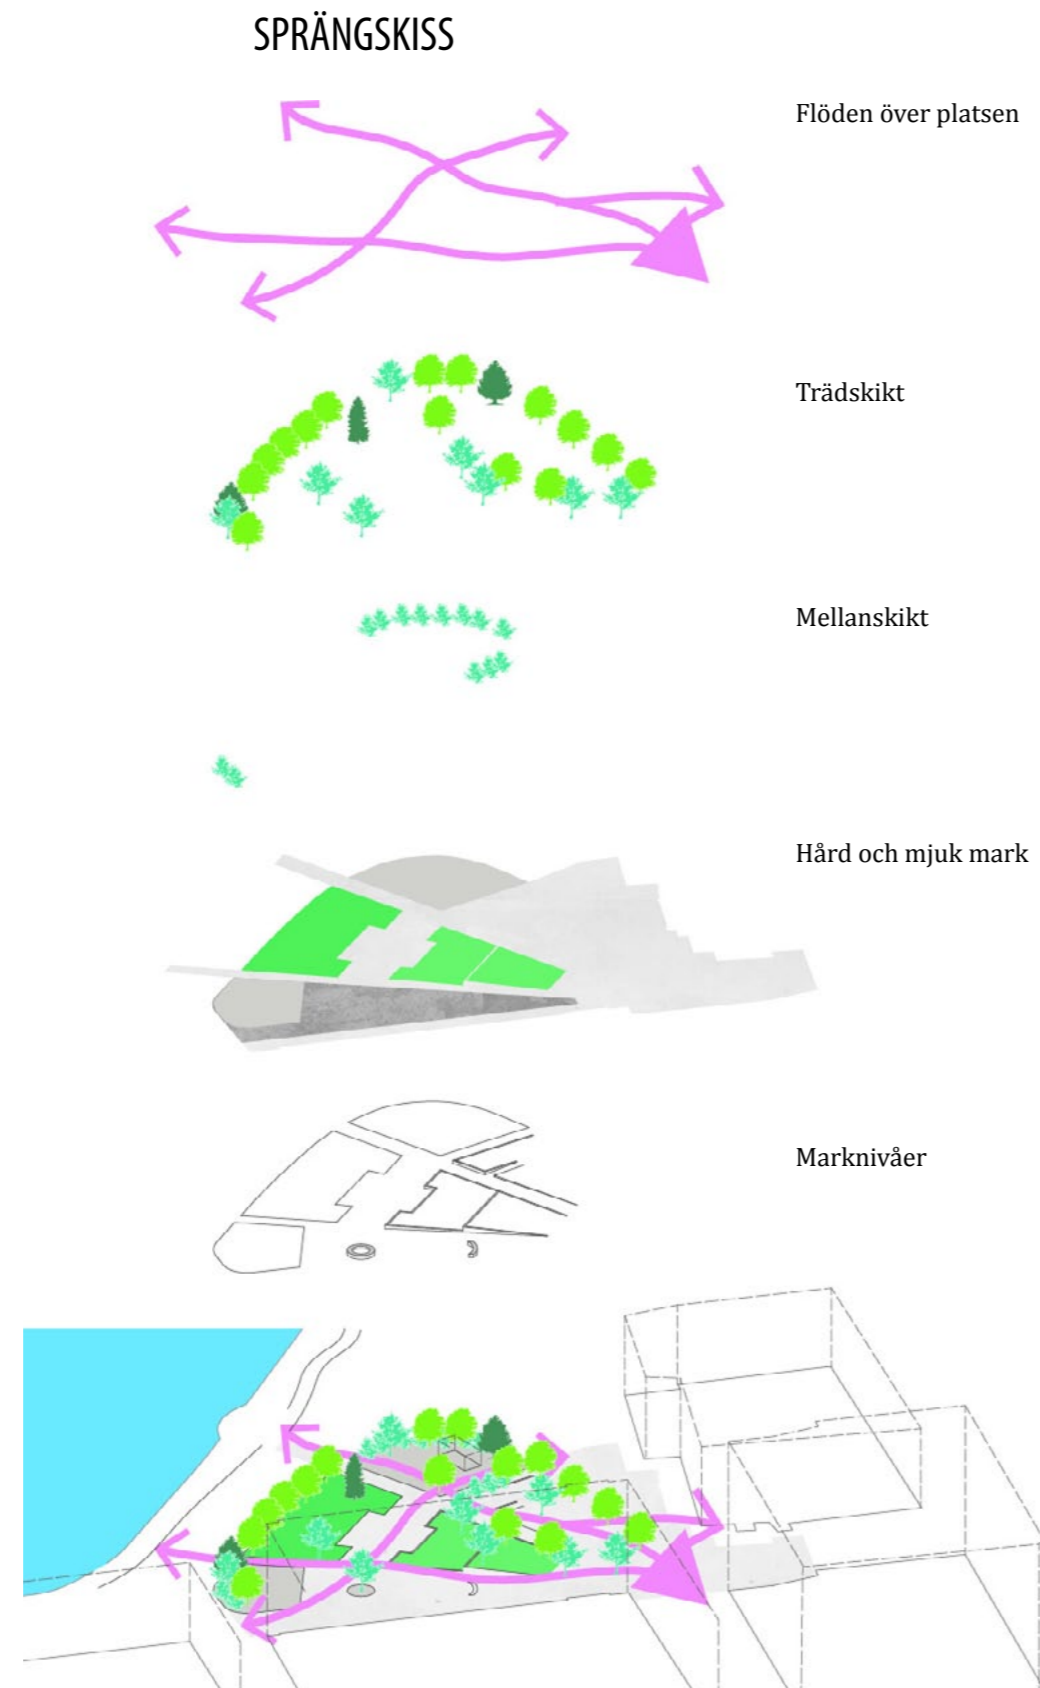 SPRÄNGSKISS
Flöden över platsen
Trädskikt
Mellanskikt
Hård och mjuk mark
Marknivåer